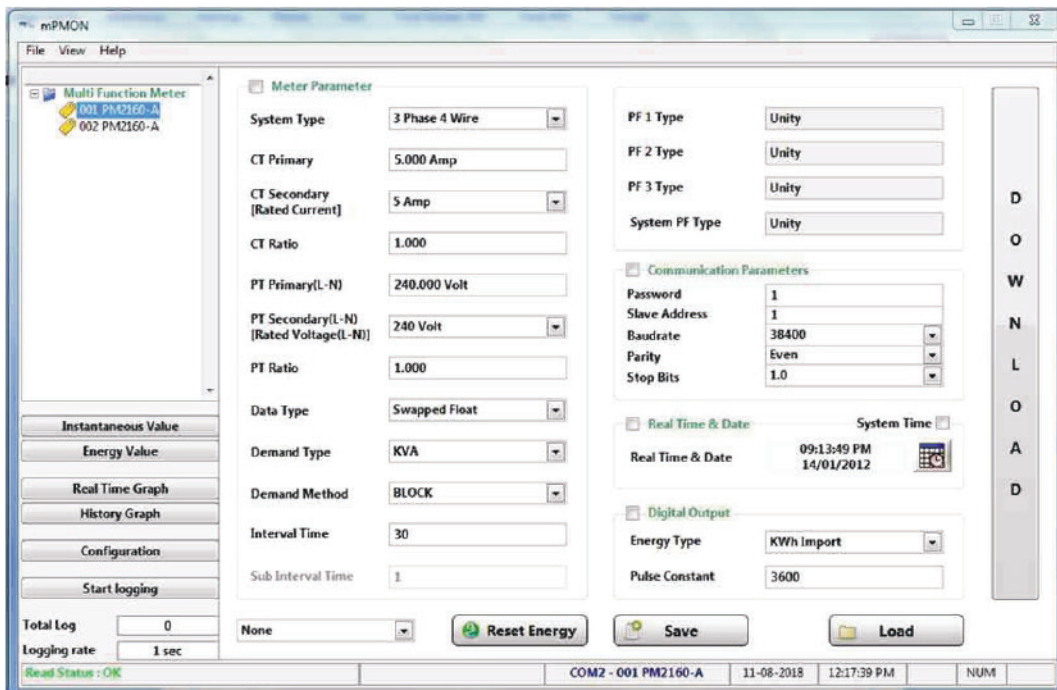 mPMON
File View Help
Multi Function Meter
001 PM2160-A
002 PM2160-A
Instantaneous Value
Energy Value
Real Time Graph
History Graph
Configuration
Start logging
Total Log 0
Logging rate 1 sec
Meter Parameter
System Type 3 Phase 4 Wire
CT Primary 5.000 Amp
CT Secondary
[Rated Current] 5 Amp
CT Ratio 1.000
PT Primary(L-N) 240.000 Volt
PT Secondary(L-N)
[Rated Voltage(L-N)] 240 Volt
PT Ratio 1.000
Data Type Swapped Float
Demand Type KVA
Demand Method BLOCK
Interval Time 30
Sub Interval Time 1
PF 1 Type Unity
PF 2 Type Unity
PF 3 Type Unity
System PF Type Unity
Communication Parameters
Password 1
Slave Address 1
Baudrate 38400
Parity Even
Stop Bits 1.0
Real Time & Date System Time
Real Time & Date 09:13:49 PM
14/01/2012
Digital Output
Energy Type KWh Import
Pulse Constant 3600
DOWNLOAD
None Reset Energy Save Load
Read Status : OK COM2 - 001 PM2160-A 11-08-2018 12:17:39 PM NUM